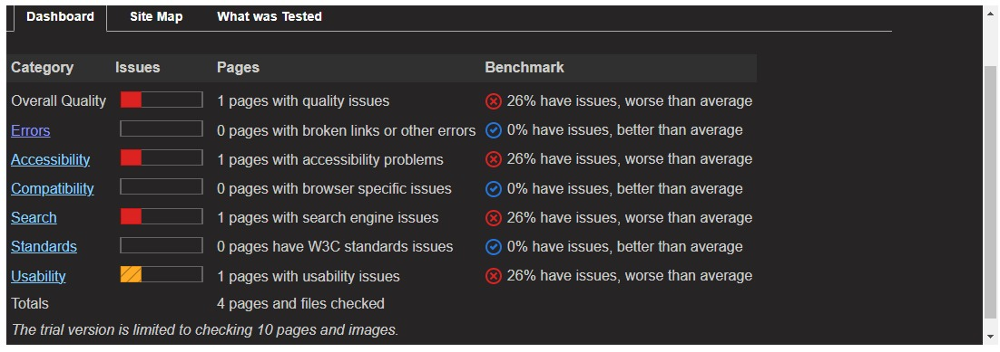 Dashboard Site Map What was Tested
Category Issues Pages Benchmark
Overall Quality 1 pages with quality issues 26% have issues, worse than average
Errors 0 pages with broken links or other errors 0% have issues, better than average
Accessibility 1 pages with accessibility problems 26% have issues, worse than average
Compatibility 0 pages with browser specific issues 0% have issues, better than average
Search 1 pages with search engine issues 26% have issues, worse than average
Standards 0 pages have W3C standards issues 0% have issues, better than average
Usability 1 pages with usability issues 26% have issues, worse than average
Totals 4 pages and files checked
The trial version is limited to checking 10 pages and images.